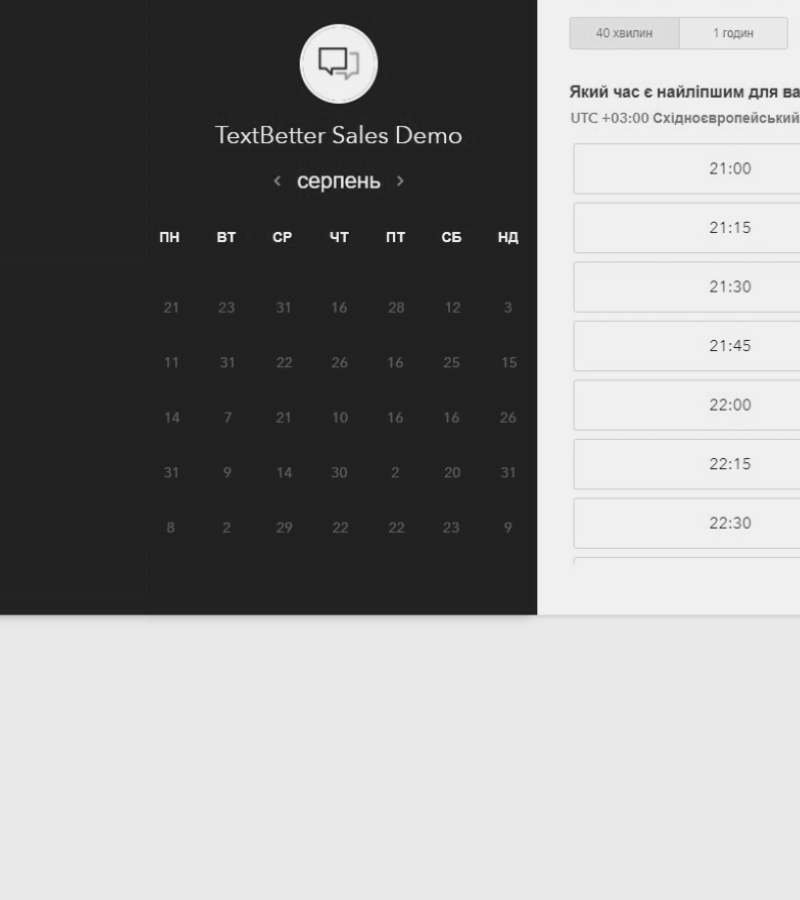 TextBetter Sales Demo
‹ серпень ›
ПН ВТ СР ЧТ ПТ СБ НД
21 23 31 16 28 12 3
11 31 22 26 16 25 15
14 7 21 10 16 16 26
31 9 14 30 2 20 31
8 2 29 22 22 23 9
40 хвилин 1 годин
Який час є найліпшим для ва
UTC +03:00 Східноєвропейський
21:00
21:15
21:30
21:45
22:00
22:15
22:30